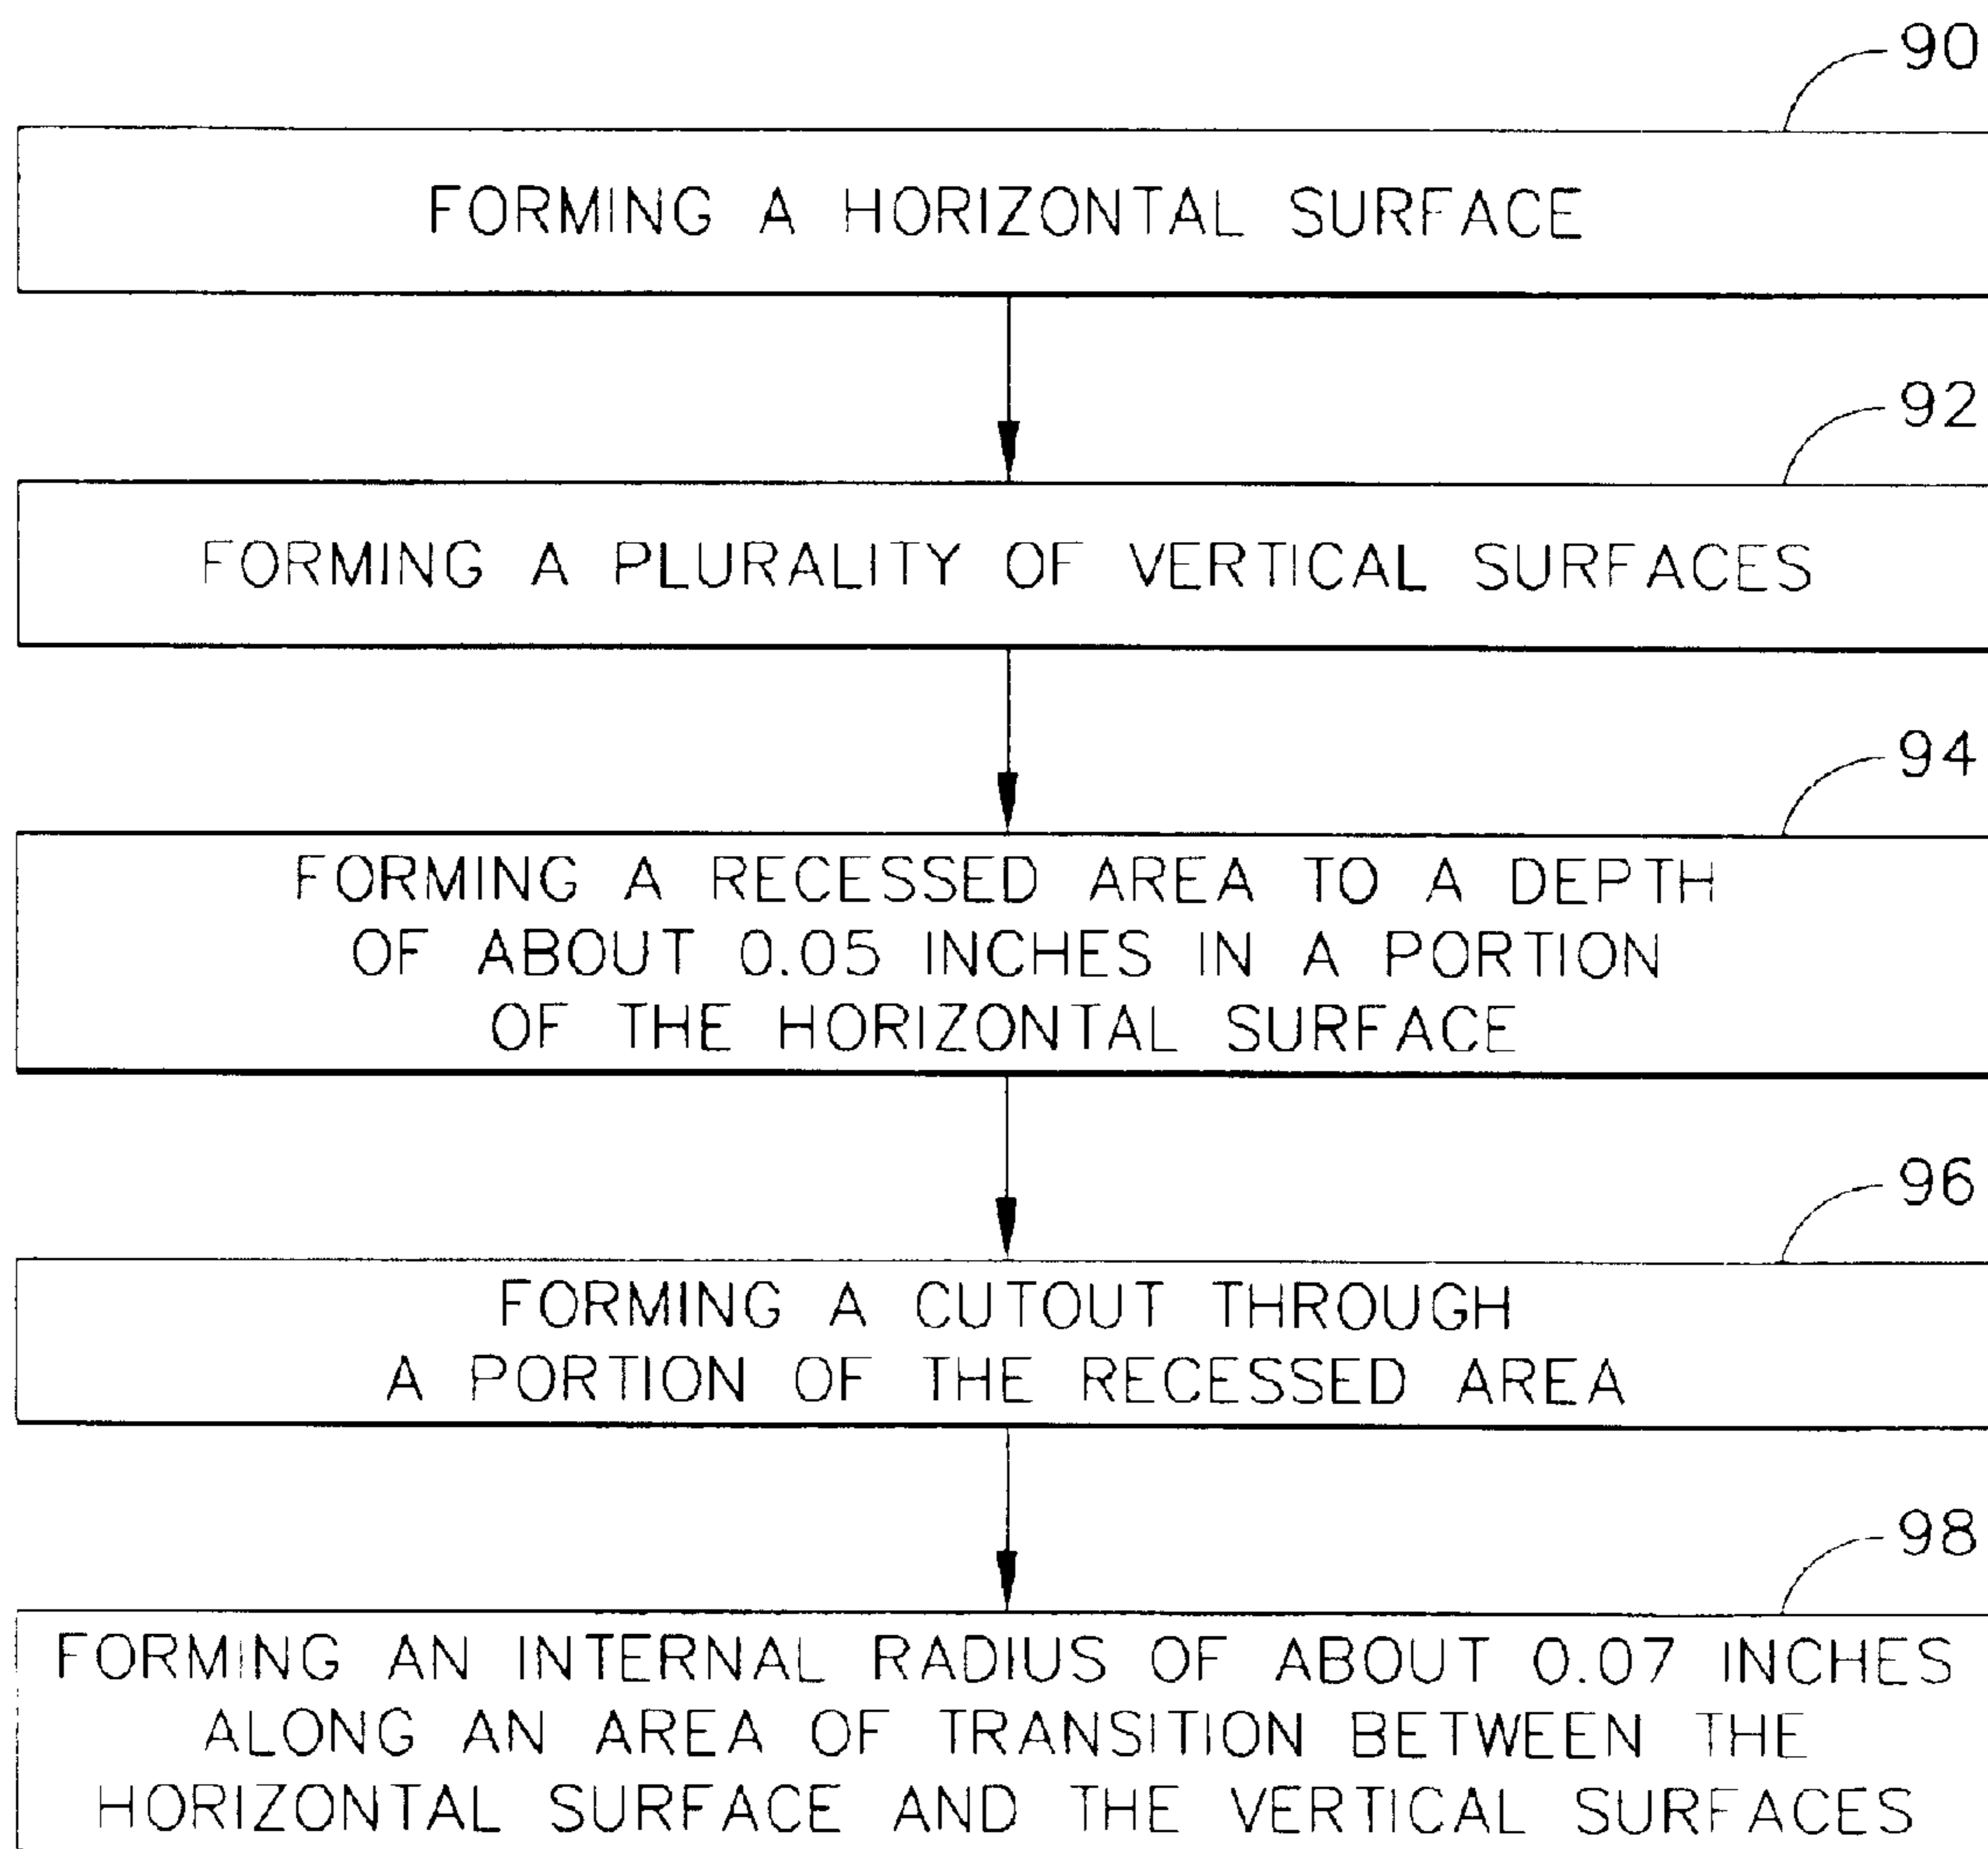 90
FORMING A HORIZONTAL SURFACE
92
FORMING A PLURALITY OF VERTICAL SURFACES
94
FORMING A RECESSED AREA TO A DEPTH
OF ABOUT 0.05 INCHES IN A PORTION
OF THE HORIZONTAL SURFACE
96
FORMING A CUTOUT THROUGH
A PORTION OF THE RECESSED AREA
98
FORMING AN INTERNAL RADIUS OF ABOUT 0.07 INCHES
ALONG AN AREA OF TRANSITION BETWEEN THE
HORIZONTAL SURFACE AND THE VERTICAL SURFACES